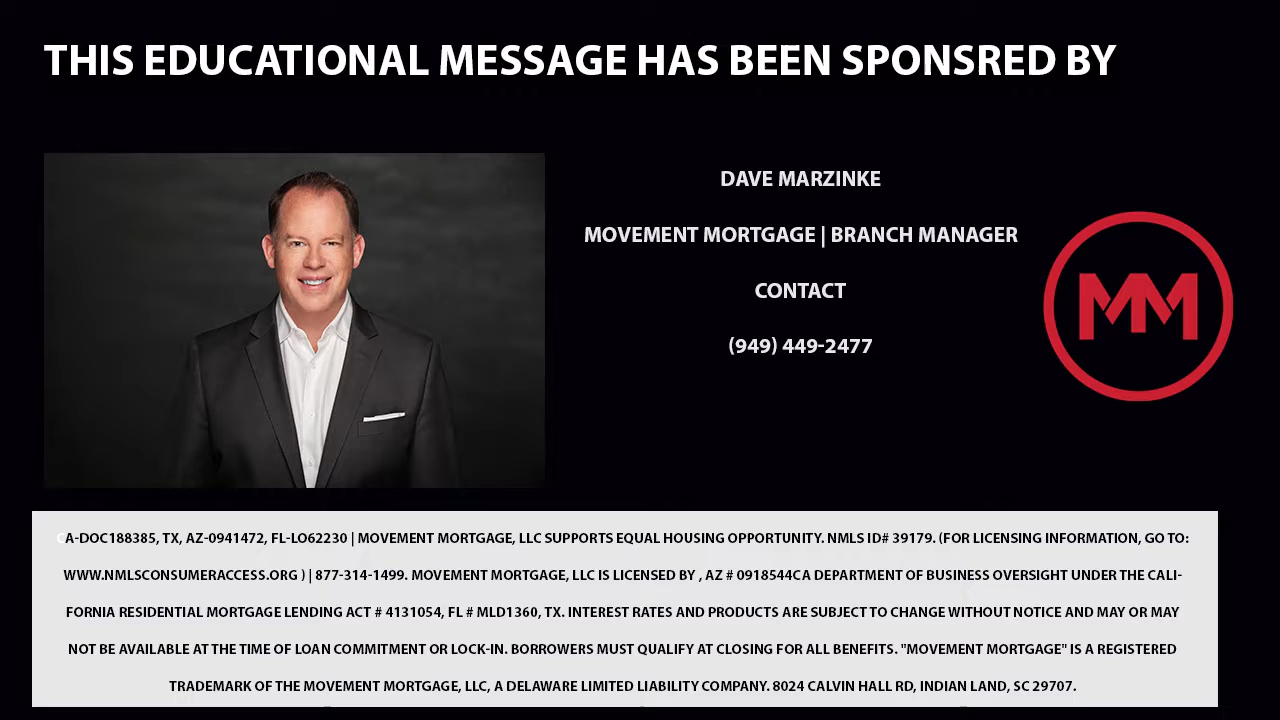 THIS EDUCATIONAL MESSAGE HAS BEEN SPONSRED BY
DAVE MARZINKE
MOVEMENT MORTGAGE | BRANCH MANAGER
CONTACT
(949) 449-2477
MM
CA-DOC188385, TX, AZ-0941472, FL-LO62230 | MOVEMENT MORTGAGE, LLC SUPPORTS EQUAL HOUSING OPPORTUNITY. NMLS ID# 39179. (FOR LICENSING INFORMATION, GO TO:
WWW.NMLSCONSUMERACCESS.ORG ) | 877-314-1499. MOVEMENT MORTGAGE, LLC IS LICENSED BY , AZ # 0918544CA DEPARTMENT OF BUSINESS OVERSIGHT UNDER THE CALI-
FORNIA RESIDENTIAL MORTGAGE LENDING ACT # 4131054, FL # MLD1360, TX. INTEREST RATES AND PRODUCTS ARE SUBJECT TO CHANGE WITHOUT NOTICE AND MAY OR MAY
NOT BE AVAILABLE AT THE TIME OF LOAN COMMITMENT OR LOCK-IN. BORROWERS MUST QUALIFY AT CLOSING FOR ALL BENEFITS. "MOVEMENT MORTGAGE" IS A REGISTERED
TRADEMARK OF THE MOVEMENT MORTGAGE, LLC, A DELAWARE LIMITED LIABILITY COMPANY. 8024 CALVIN HALL RD, INDIAN LAND, SC 29707.